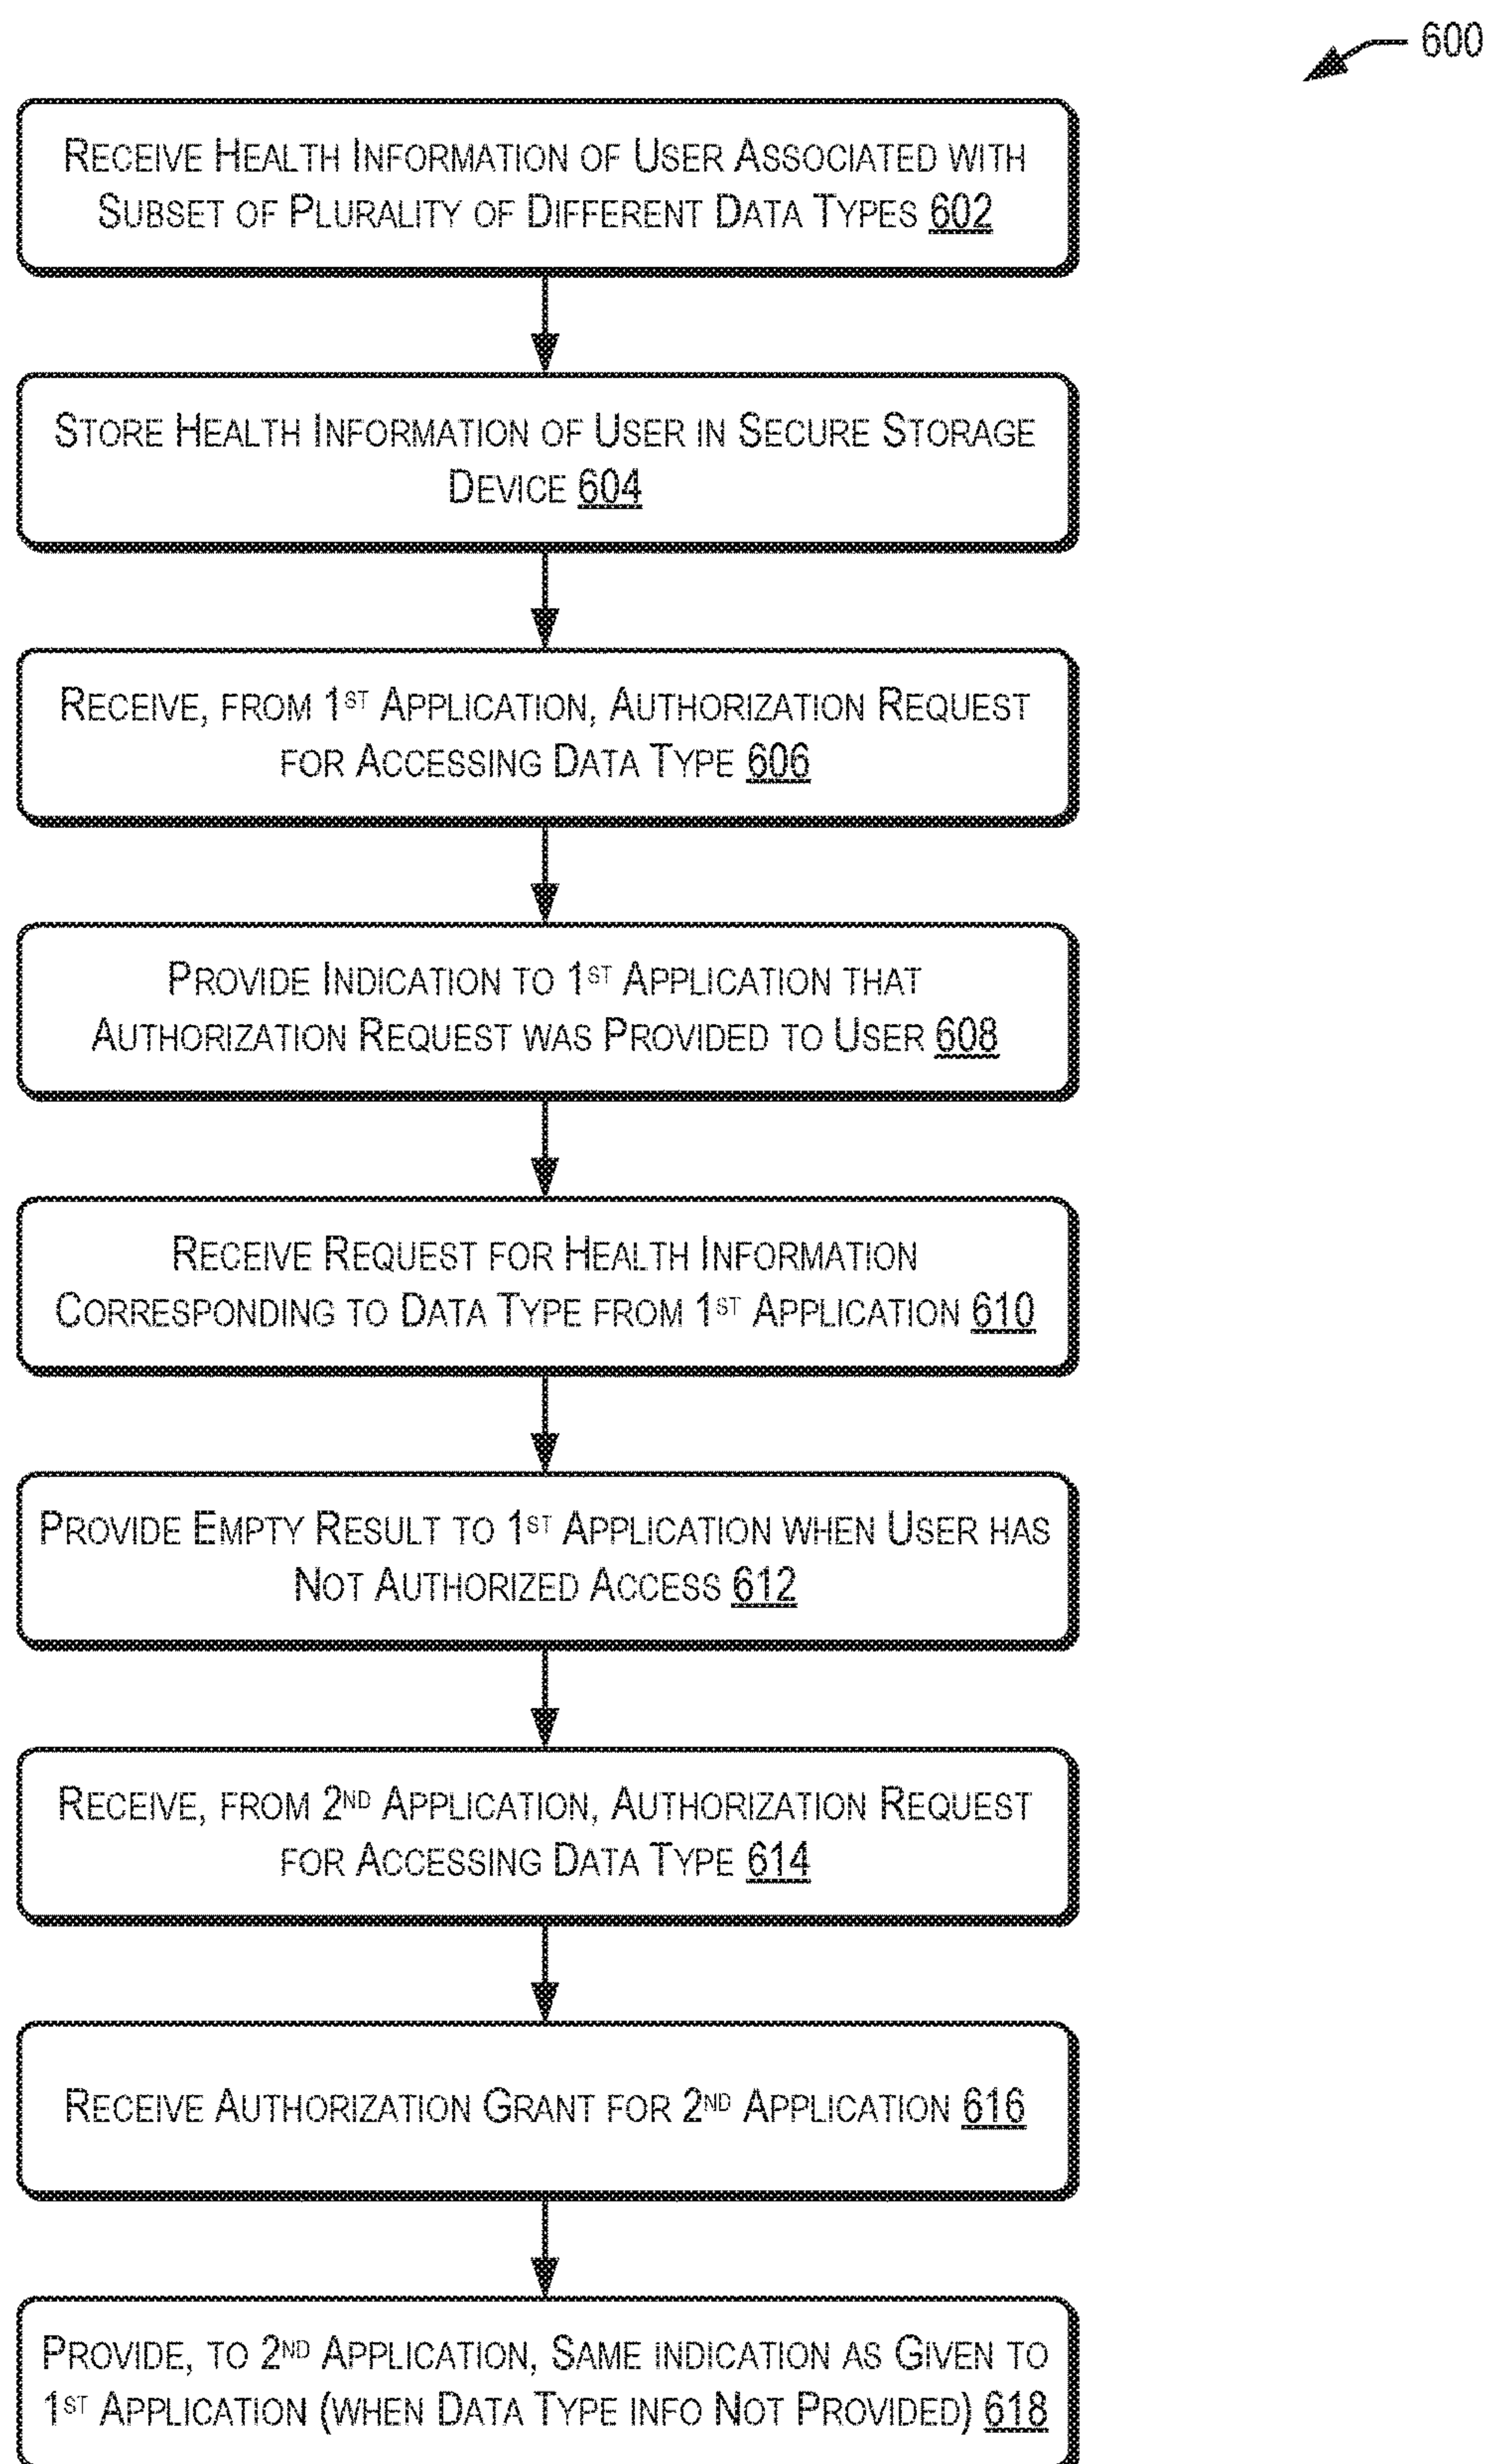 600
RECEIVE HEALTH INFORMATION OF USER ASSOCIATED WITH
SUBSET OF PLURALITY OF DIFFERENT DATA TYPES 602
STORE HEALTH INFORMATION OF USER IN SECURE STORAGE
DEVICE 604
RECEIVE, FROM 1ST APPLICATION, AUTHORIZATION REQUEST
FOR ACCESSING DATA TYPE 606
PROVIDE INDICATION TO 1ST APPLICATION THAT
AUTHORIZATION REQUEST WAS PROVIDED TO USER 608
RECEIVE REQUEST FOR HEALTH INFORMATION
CORRESPONDING TO DATA TYPE FROM 1ST APPLICATION 610
PROVIDE EMPTY RESULT TO 1ST APPLICATION WHEN USER HAS
NOT AUTHORIZED ACCESS 612
RECEIVE, FROM 2ND APPLICATION, AUTHORIZATION REQUEST
FOR ACCESSING DATA TYPE 614
RECEIVE AUTHORIZATION GRANT FOR 2ND APPLICATION 616
PROVIDE, TO 2ND APPLICATION, SAME INDICATION AS GIVEN TO
1ST APPLICATION (WHEN DATA TYPE INFO NOT PROVIDED) 618